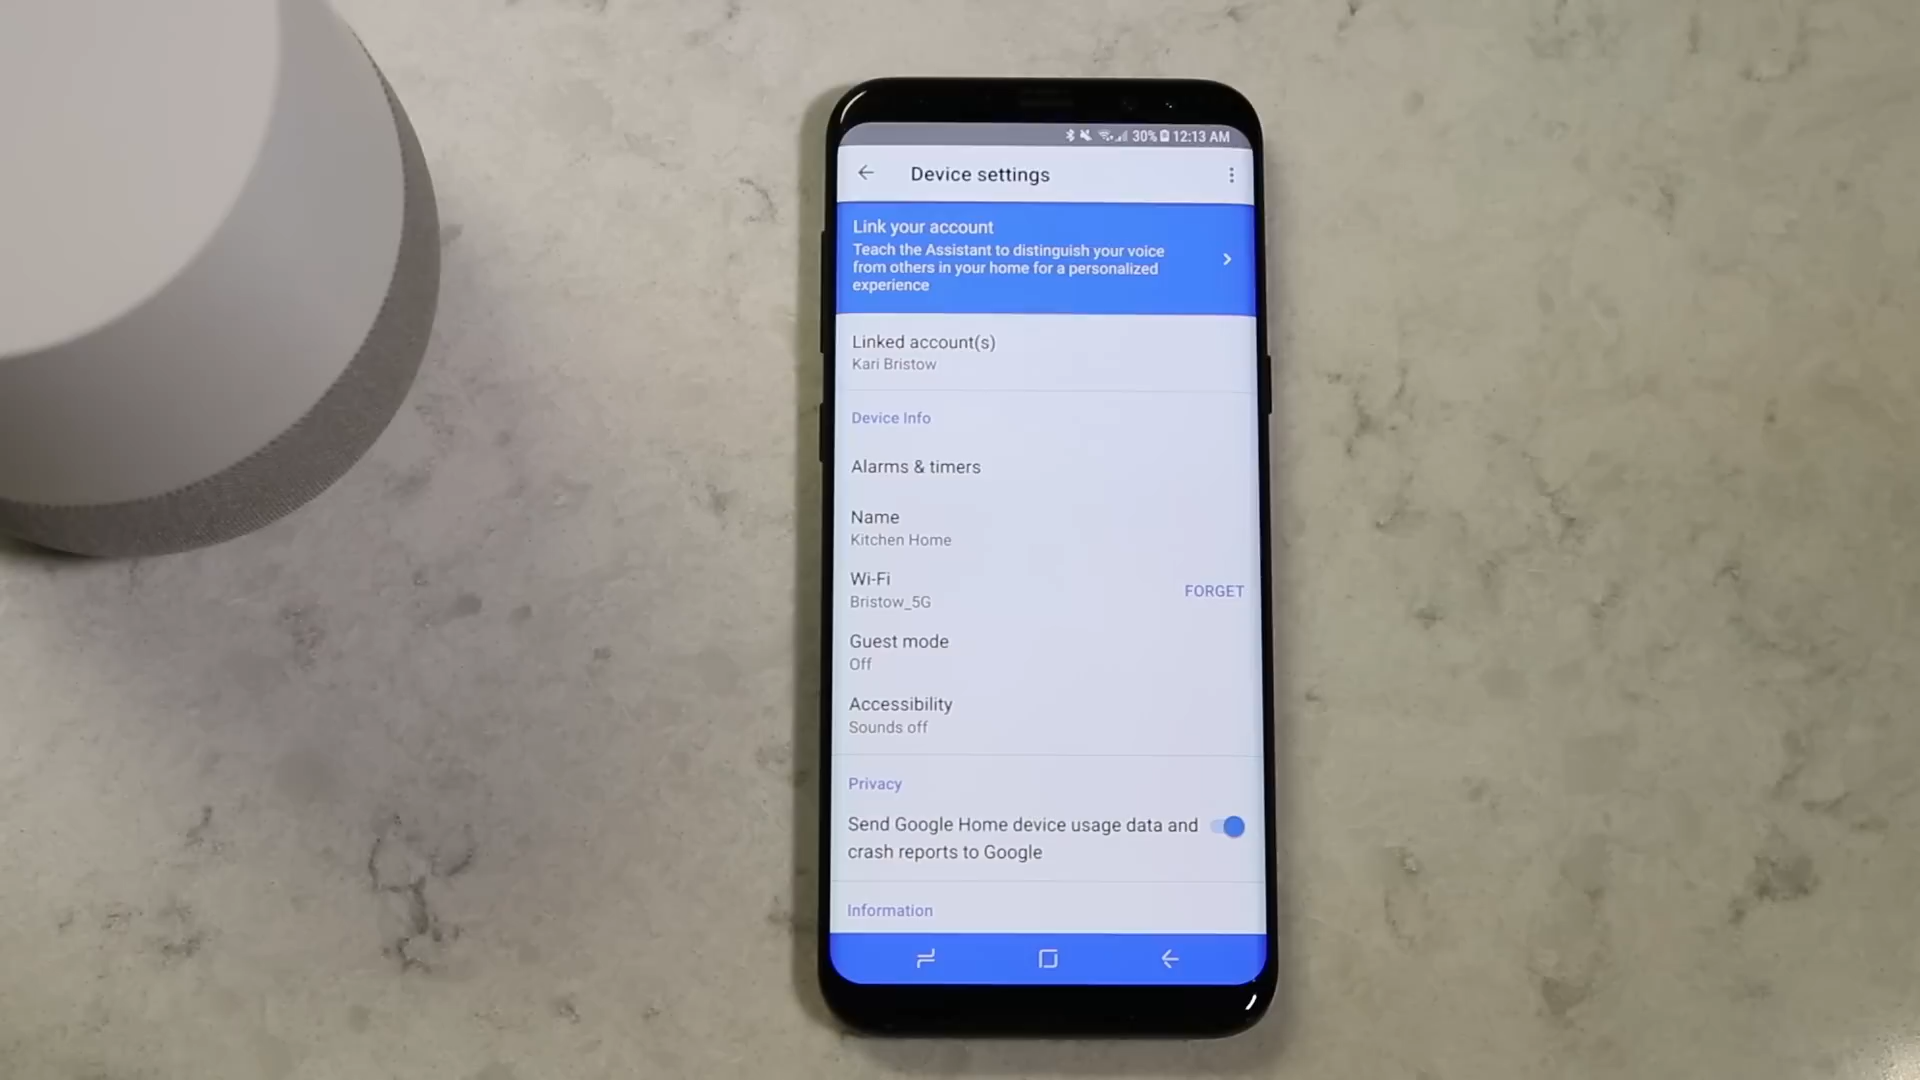 30% 12:13 AM
Device settings
Link your account
Teach the Assistant to distinguish your voice
from others in your home for a personalized
experience
Linked account(s)
Kari Bristow
Device Info
Alarms & timers
Name
Kitchen Home
Wi-Fi
Bristow_5G
FORGET
Guest mode
Off
Accessibility
Sounds off
Privacy
Send Google Home device usage data and
crash reports to Google
Information